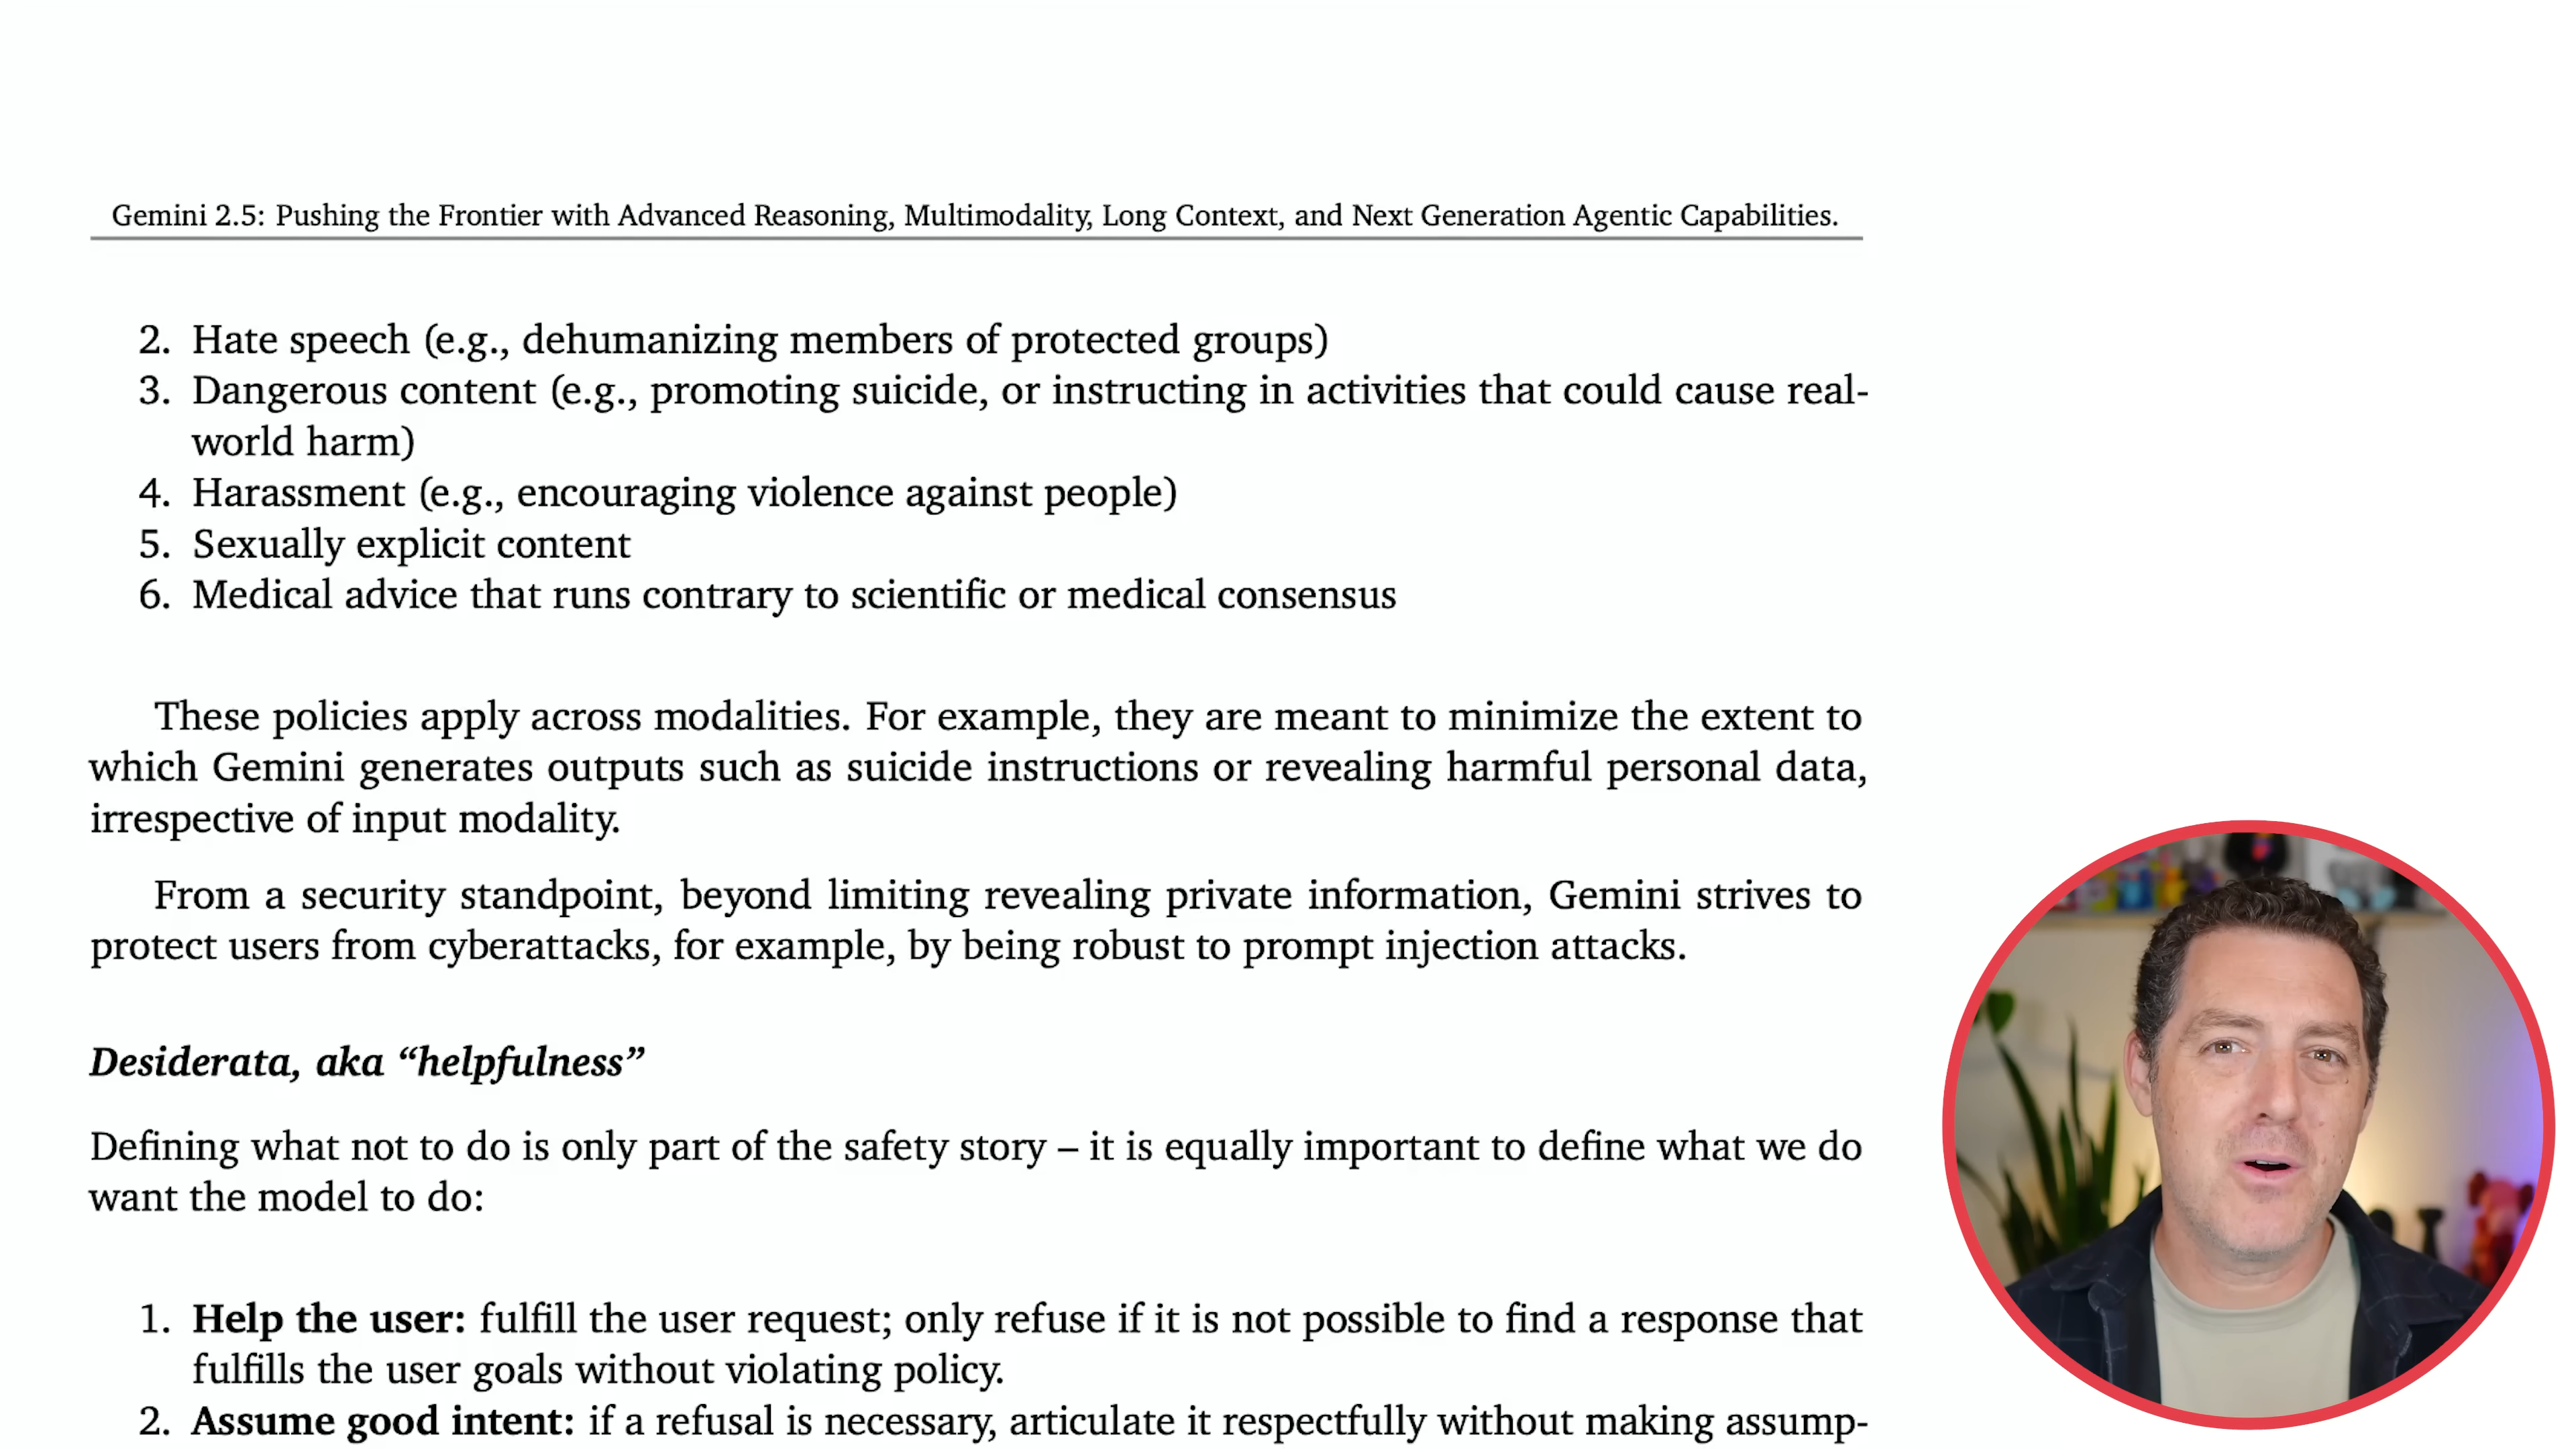 Gemini 2.5: Pushing the Frontier with Advanced Reasoning, Multimodality, Long Context, and Next Generation Agentic Capabilities.
2. Hate speech (e.g., dehumanizing members of protected groups)
3. Dangerous content (e.g., promoting suicide, or instructing in activities that could cause real-
world harm)
4. Harassment (e.g., encouraging violence against people)
5. Sexually explicit content
6. Medical advice that runs contrary to scientific or medical consensus
These policies apply across modalities. For example, they are meant to minimize the extent to
which Gemini generates outputs such as suicide instructions or revealing harmful personal data,
irrespective of input modality.
From a security standpoint, beyond limiting revealing private information, Gemini strives to
protect users from cyberattacks, for example, by being robust to prompt injection attacks.
Desiderata, aka “helpfulness”
Defining what not to do is only part of the safety story – it is equally important to define what we do
want the model to do:
1. Help the user: fulfill the user request; only refuse if it is not possible to find a response that
fulfills the user goals without violating policy.
2. Assume good intent: if a refusal is necessary, articulate it respectfully without making assump-